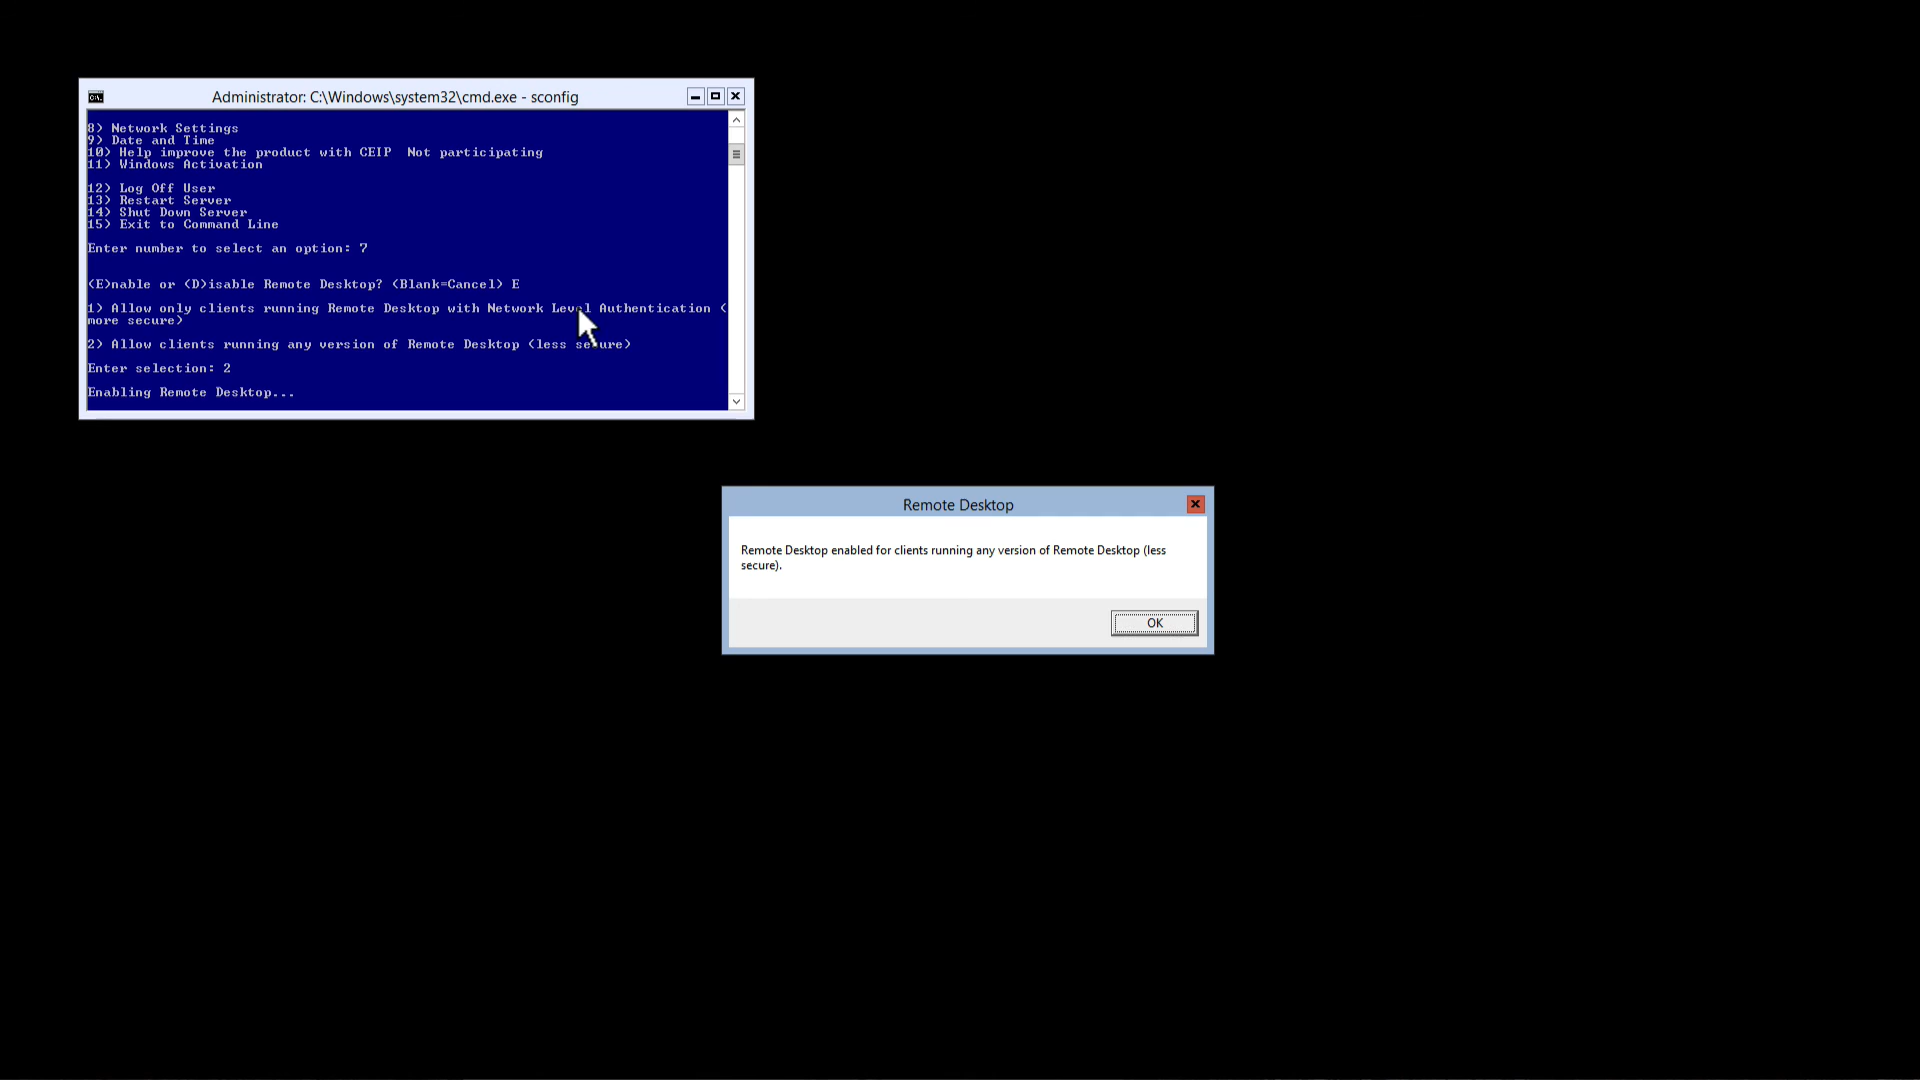 Administrator: C:\Windows\system32\cmd.exe - sconfig
8) Network Settings
9) Date and Time
10) Help improve the product with CEIP  Not participating
11) Windows Activation
12) Log Off User
13) Restart Server
14) Shut Down Server
15) Exit to Command Line
Enter number to select an option: 7
(E)nable or (D)isable Remote Desktop? (Blank=Cancel) E
1) Allow only clients running Remote Desktop with Network Level Authentication (
more secure)
2) Allow clients running any version of Remote Desktop (less secure)
Enter selection: 2
Enabling Remote Desktop...
Remote Desktop
Remote Desktop enabled for clients running any version of Remote Desktop (less
secure).
OK